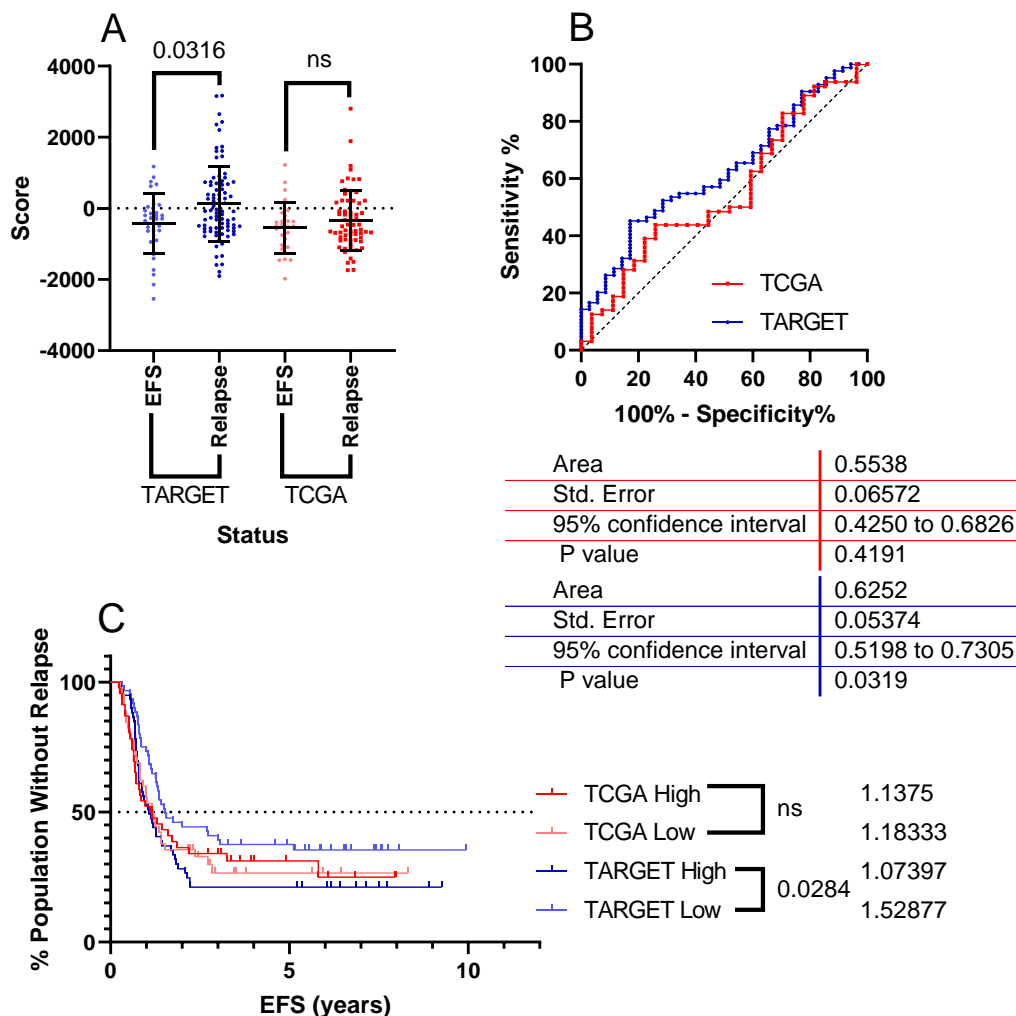 A
0.0316
ns
4000
2000
0
-2000
-4000
Score
EFS
Relapse
EFS
Relapse
TARGET
TCGA
Status
B
100
80
60
40
20
0
Sensitivity %
TCGA
TARGET
0 20 40 60 80 100
100% - Specificity%
Area 0.5538
Std. Error 0.06572
95% confidence interval 0.4250 to 0.6826
P value 0.4191
Area 0.6252
Std. Error 0.05374
95% confidence interval 0.5198 to 0.7305
P value 0.0319
C
100
50
0
% Population Without Relapse
0 5 10
EFS (years)
TCGA High 1.1375
ns
TCGA Low 1.18333
TARGET High 1.07397
0.0284
TARGET Low 1.52877